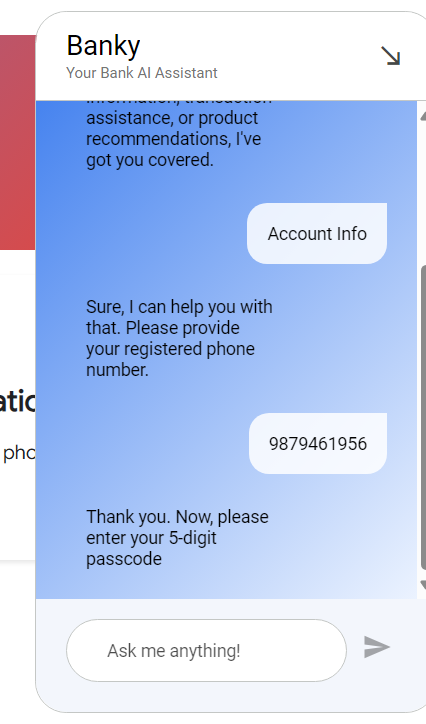 Banky
Your Bank AI Assistant
information, transaction
assistance, or product
recommendations, I've
got you covered.
Account Info
Sure, I can help you with
that. Please provide
your registered phone
number.
9879461956
Thank you. Now, please
enter your 5-digit
passcode
Ask me anything!
atic
pho